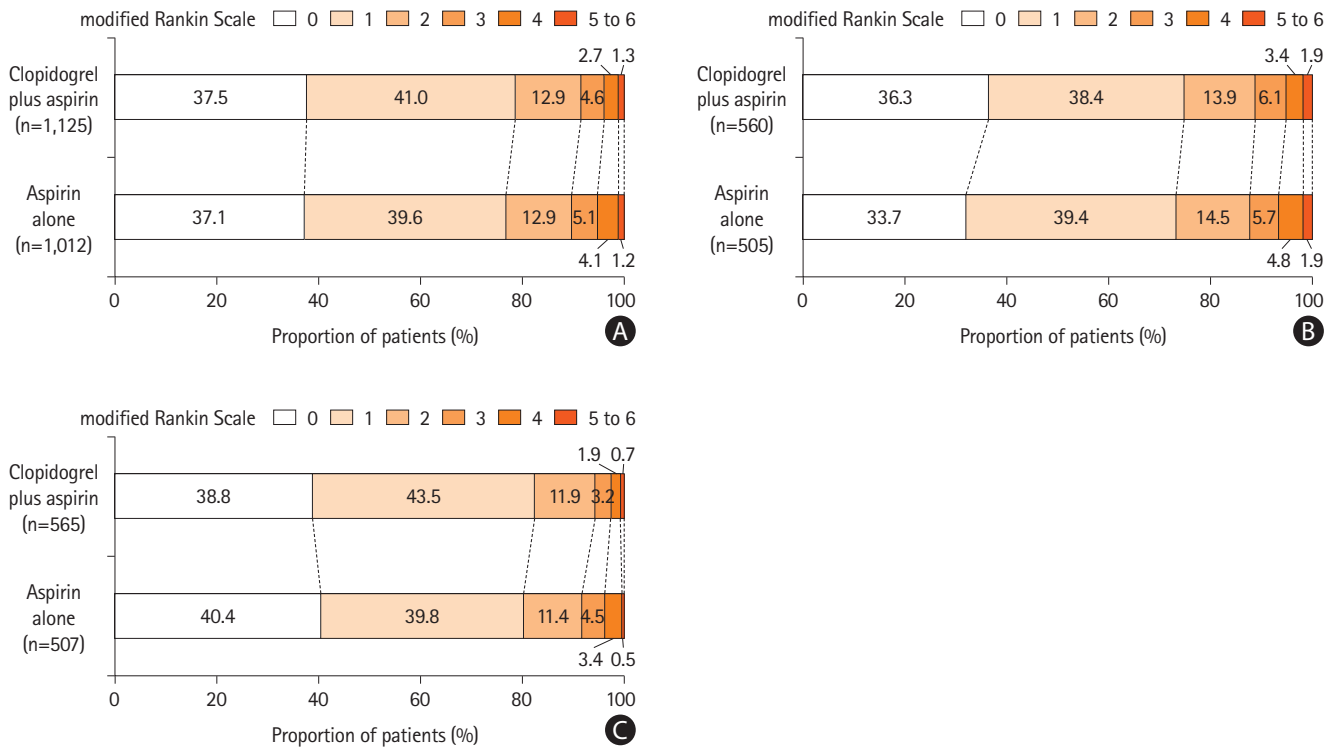 modified Rankin Scale 0 1 2 3 4 5 to 6
2.7 1.3
Clopidogrel
plus aspirin
(n=1,125)
37.5 41.0 12.9 4.6
Aspirin
alone
(n=1,012)
37.1 39.6 12.9 5.1
4.1 1.2
0 20 40 60 80 100
Proportion of patients (%)
A
modified Rankin Scale 0 1 2 3 4 5 to 6
3.4 1.9
Clopidogrel
plus aspirin
(n=560)
36.3 38.4 13.9 6.1
Aspirin
alone
(n=505)
33.7 39.4 14.5 5.7
4.8 1.9
0 20 40 60 80 100
Proportion of patients (%)
B
modified Rankin Scale 0 1 2 3 4 5 to 6
1.9 0.7
Clopidogrel
plus aspirin
(n=565)
38.8 43.5 11.9 3.2
Aspirin
alone
(n=507)
40.4 39.8 11.4 4.5
3.4 0.5
0 20 40 60 80 100
Proportion of patients (%)
C